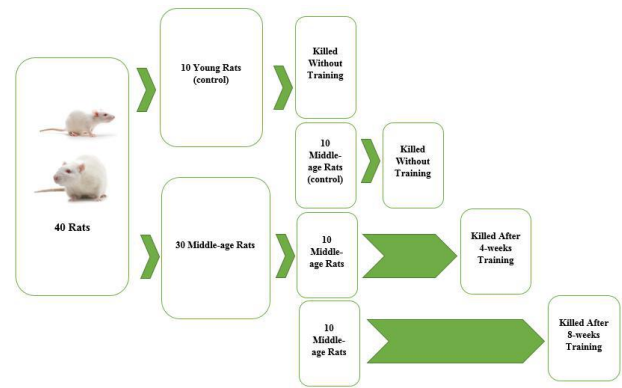 40 Rats
10 Young Rats
(control)
Killed
Without
Training
10
Middle-
age Rats
(control)
Killed
Without
Training
30 Middle-age Rats
10
Middle-
age Rats
Killed After
4-weeks
Training
10
Middle-
age Rats
Killed After
8-weeks
Training